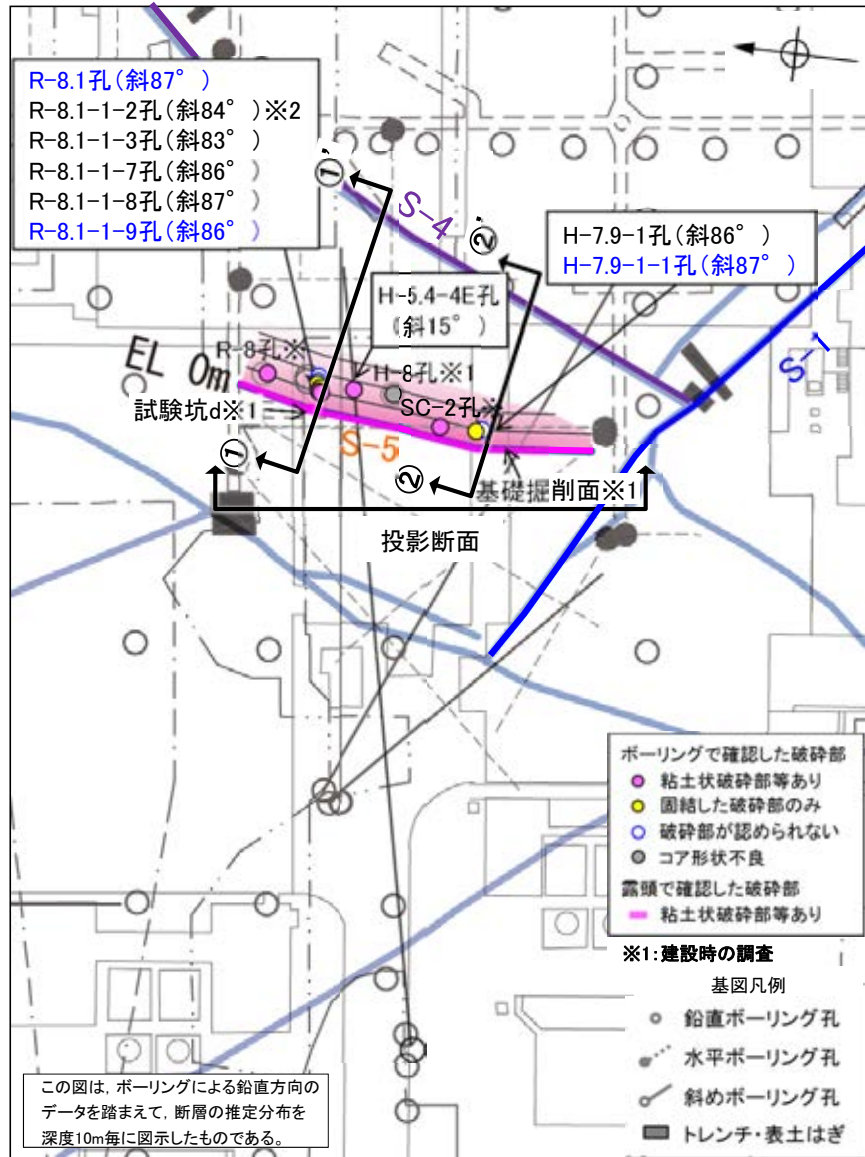 R-8.1孔(斜87°)
R-8.1-1-2孔(斜84°)※2
R-8.1-1-3孔(斜83°)
R-8.1-1-7孔(斜86°)
R-8.1-1-8孔(斜87°)
R-8.1-1-9孔(斜86°)
①’
S-4
②’
H-7.9-1孔(斜86°)
H-7.9-1-1孔(斜87°)
H-5.4-4E孔
(斜15°)
S-1
EL 0m
R-8孔※
H-8孔※1
試験坑d※1
SC-2孔※
S-5
①
②
基礎掘削面※1
投影断面
ボーリングで確認した破砕部
粘土状破砕部等あり
固結した破砕部のみ
破砕部が認められない
コア形状不良
露頭で確認した破砕部
粘土状破砕部等あり
※1:建設時の調査
基図凡例
鉛直ボーリング孔
水平ボーリング孔
斜めボーリング孔
トレンチ・表土はぎ
この図は，ボーリングによる鉛直方向の
データを踏まえて，断層の推定分布を
深度10m毎に図示したものである。